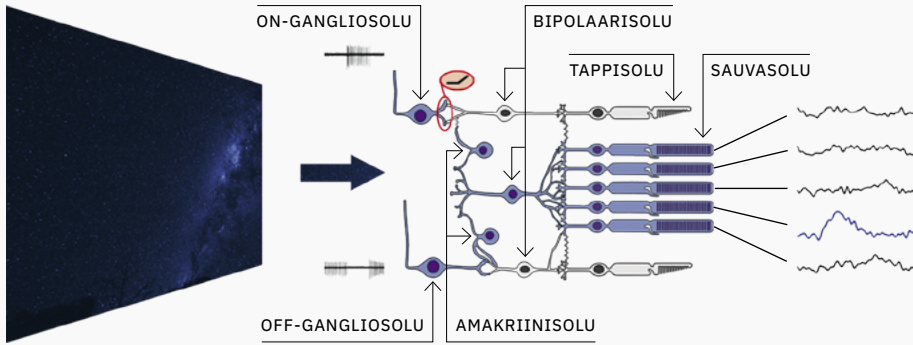 ON-GANGLIOSOLU
BIPOLAARISOLU
TAPPISOLU
SAUVASOLU
OFF-GANGLIOSOLU
AMAKRIINISOLU